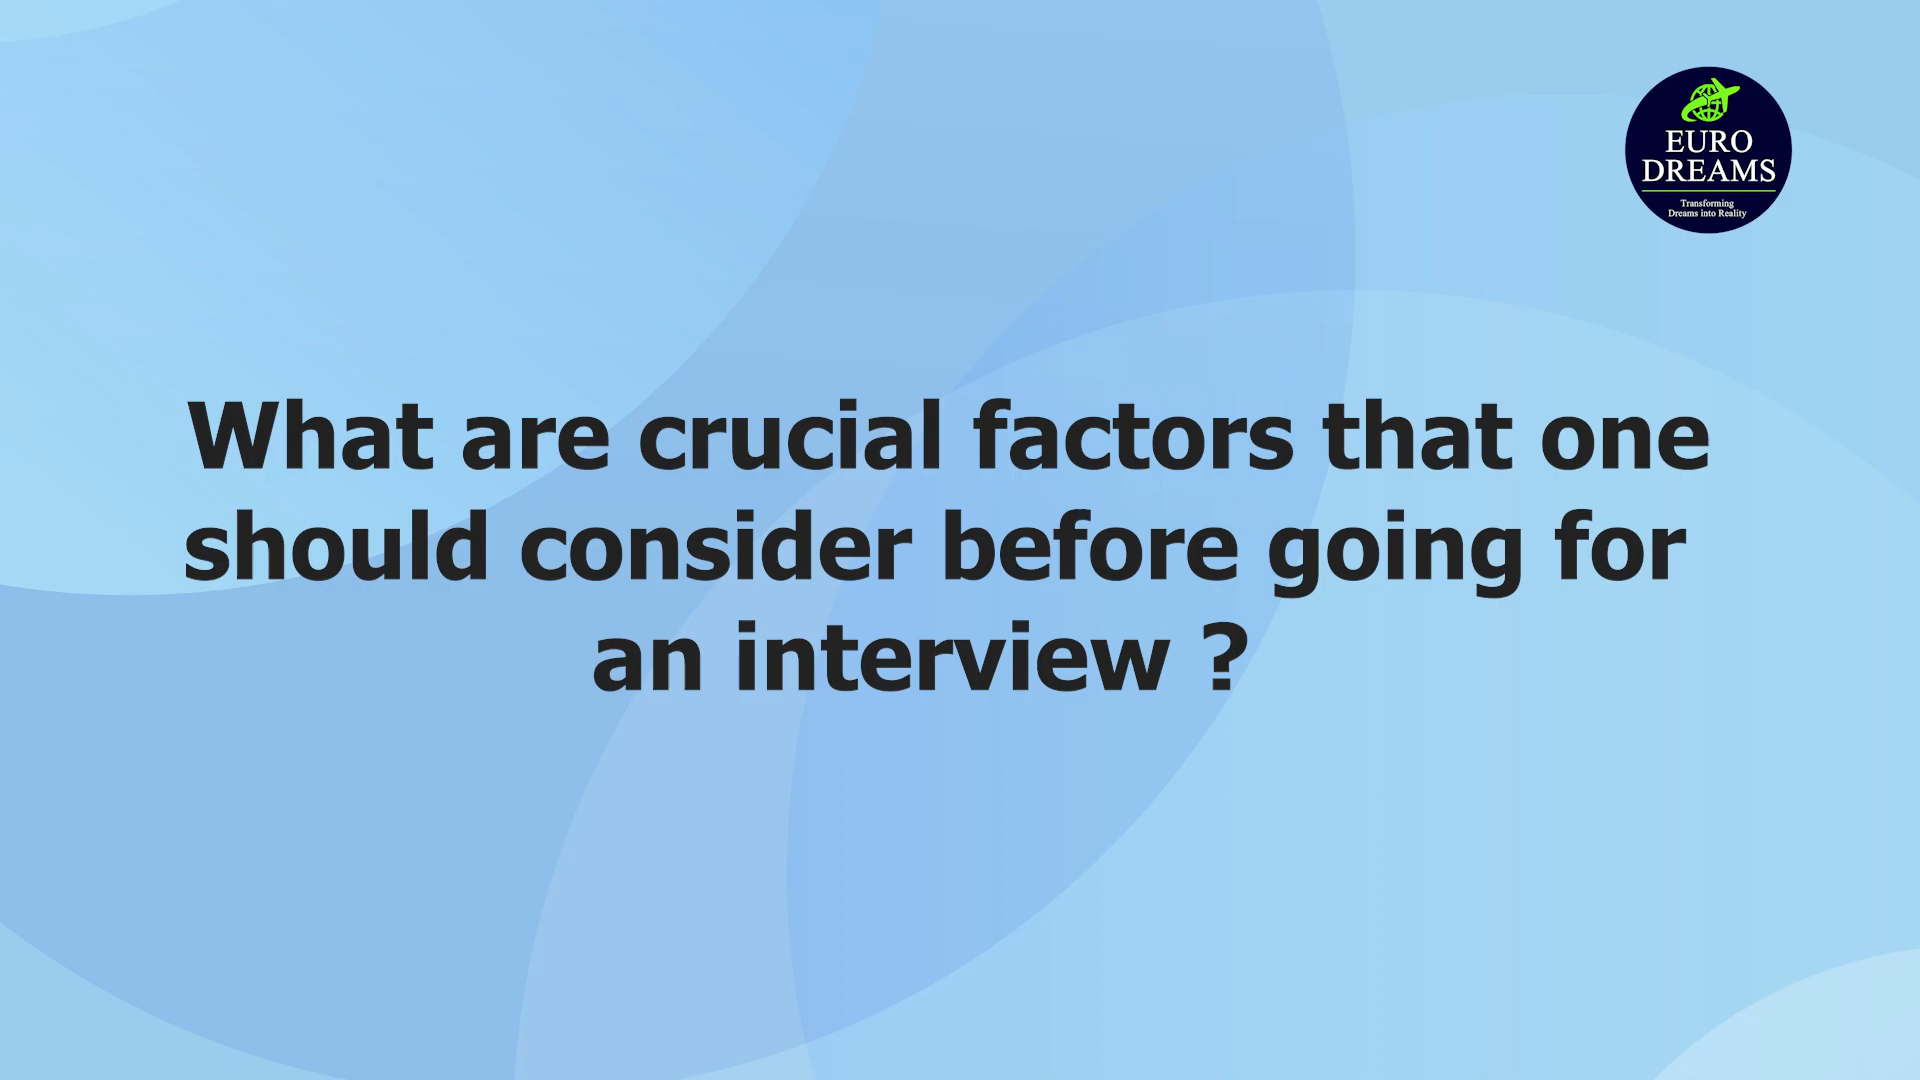 EURO
DREAMS
Transforming
Dreams into Reality
What are crucial factors that one
should consider before going for
an interview ?